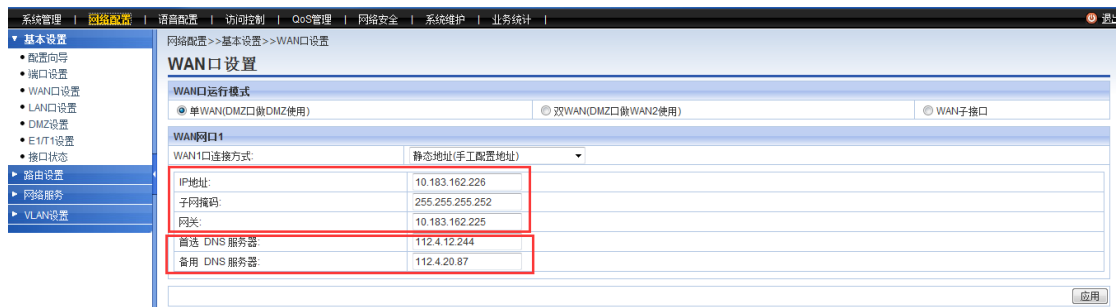 系统管理 | 网络配置 | 语音配置 | 访问控制 | QoS管理 | 网络安全 | 系统维护 | 业务统计 |
基本设置
配置向导
端口设置
WAN口设置
LAN口设置
DMZ设置
E1/T1设置
接口状态
路由设置
网络服务
VLAN设置
网络配置>>基本设置>>WAN口设置
WAN口设置
WAN口运行模式
单WAN(DMZ口做DMZ使用) 双WAN(DMZ口做WAN2使用) WAN子接口
WAN网口1
WAN1口连接方式: 静态地址(手工配置地址)
IP地址: 10.183.162.226
子网掩码: 255.255.255.252
网关: 10.183.162.225
首选 DNS 服务器: 112.4.12.244
备用 DNS 服务器: 112.4.20.87
应用